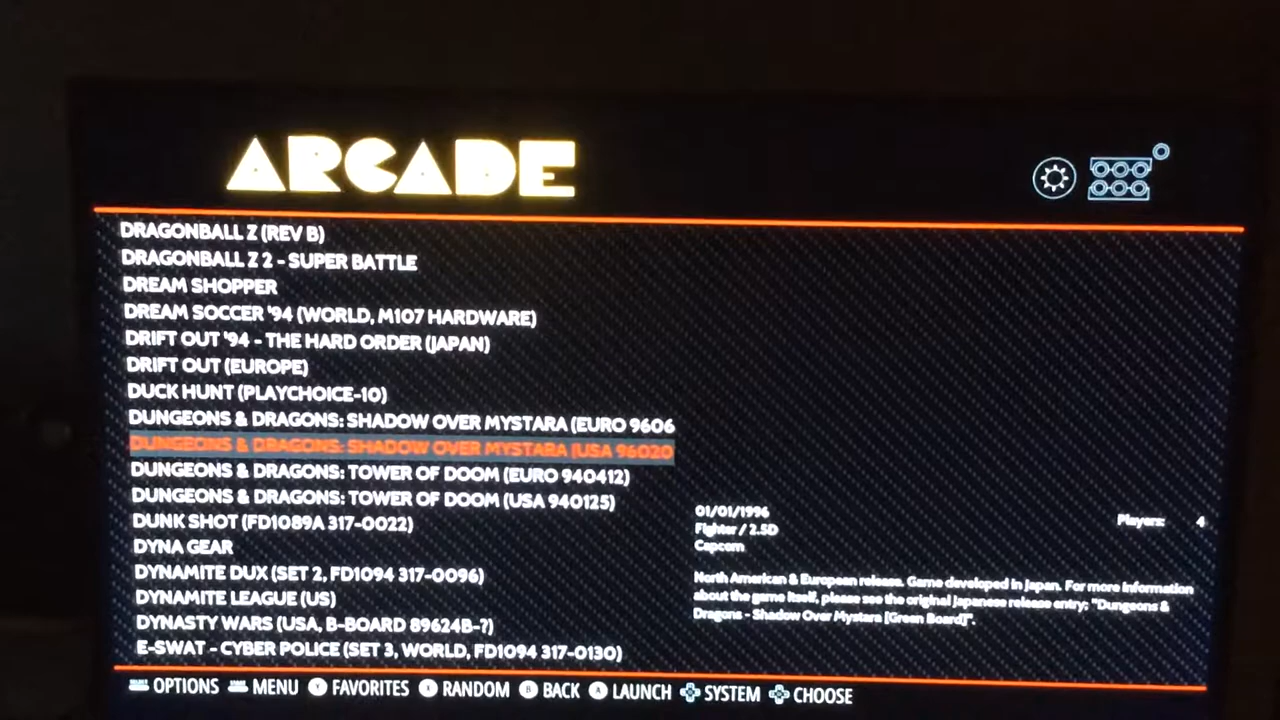 ARCADE
DRAGONBALL Z (REV B)
DRAGONBALL Z 2 - SUPER BATTLE
DREAM SHOPPER
DREAM SOCCER '94 (WORLD, M107 HARDWARE)
DRIFT OUT '94 - THE HARD ORDER (JAPAN)
DRIFT OUT (EUROPE)
DUCK HUNT (PLAYCHOICE-10)
DUNGEONS & DRAGONS: SHADOW OVER MYSTARA (EURO 9606
DUNGEONS & DRAGONS: SHADOW OVER MYSTARA (USA 96020
DUNGEONS & DRAGONS: TOWER OF DOOM (EURO 940412)
DUNGEONS & DRAGONS: TOWER OF DOOM (USA 940125)
DUNK SHOT (FD1089A 317-0022)
DYNA GEAR
DYNAMITE DUX (SET 2, FD1094 317-0096)
DYNAMITE LEAGUE (US)
DYNASTY WARS (USA, B-BOARD 89624B-?)
E-SWAT - CYBER POLICE (SET 3, WORLD, FD1094 317-0130)
01/01/1996
Fighter / 2.5D
Capcom
Players: 4
North American & European release. Game developed in Japan. For more information
about the game itself, please see the original Japanese release entry; "Dungeons &
Dragons - Shadow Over Mystara [Green Board]".
OPTIONS MENU Y FAVORITES X RANDOM B BACK A LAUNCH SYSTEM CHOOSE